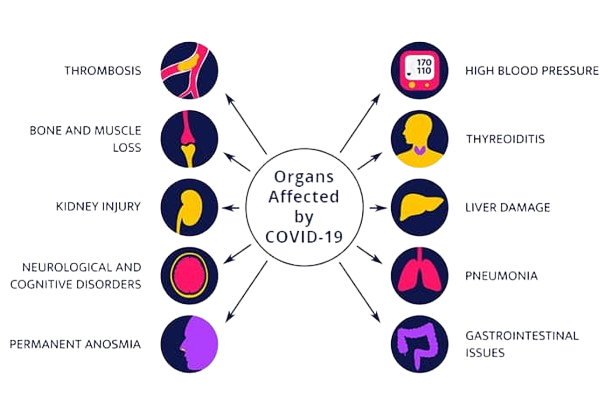 THROMBOSIS
BONE AND MUSCLE
LOSS
KIDNEY INJURY
NEUROLOGICAL AND
COGNITIVE DISORDERS
PERMANENT ANOSMIA
Organs
Affected
by
COVID-19
170
110
HIGH BLOOD PRESSURE
THYREOIDITIS
LIVER DAMAGE
PNEUMONIA
GASTROINTESTINAL
ISSUES